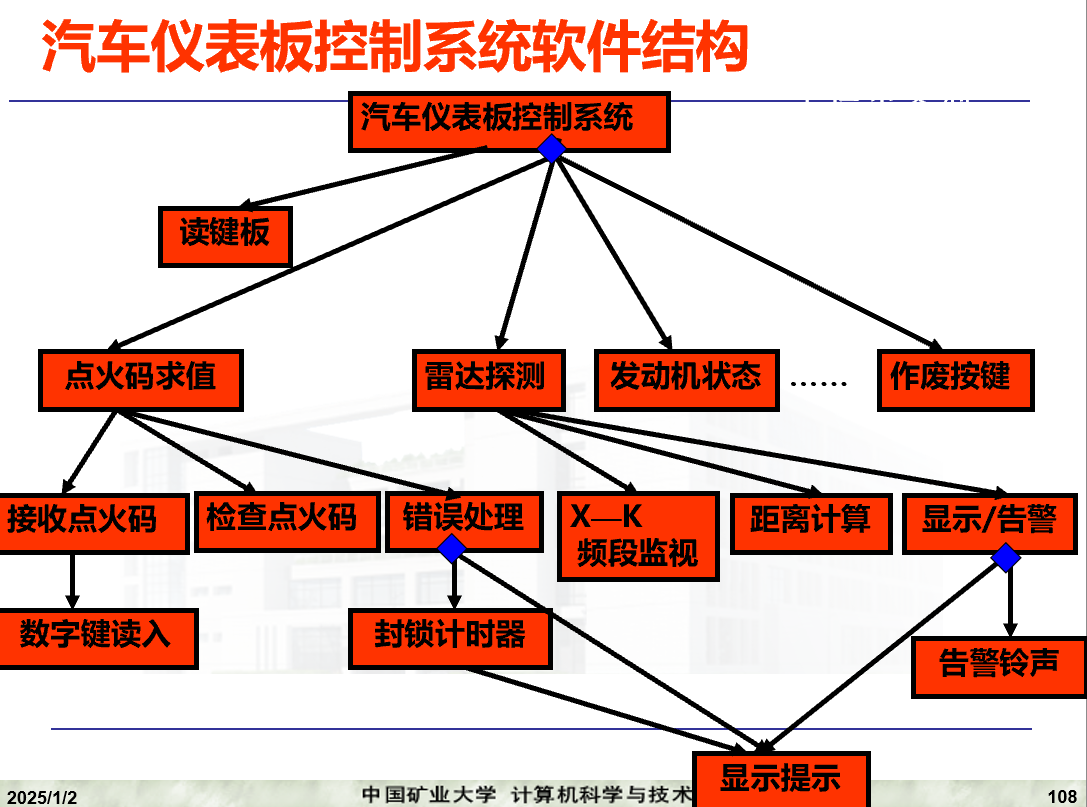 汽车仪表板控制系统软件结构
汽车仪表板控制系统
读键板
点火码求值
雷达探测
发动机状态
……
作废按键
接收点火码
检查点火码
错误处理
X—K
频段监视
距离计算
显示/告警
数字键读入
封锁计时器
告警铃声
显示提示
2025/1/2
中国矿业大学 计算机科学与技术
108